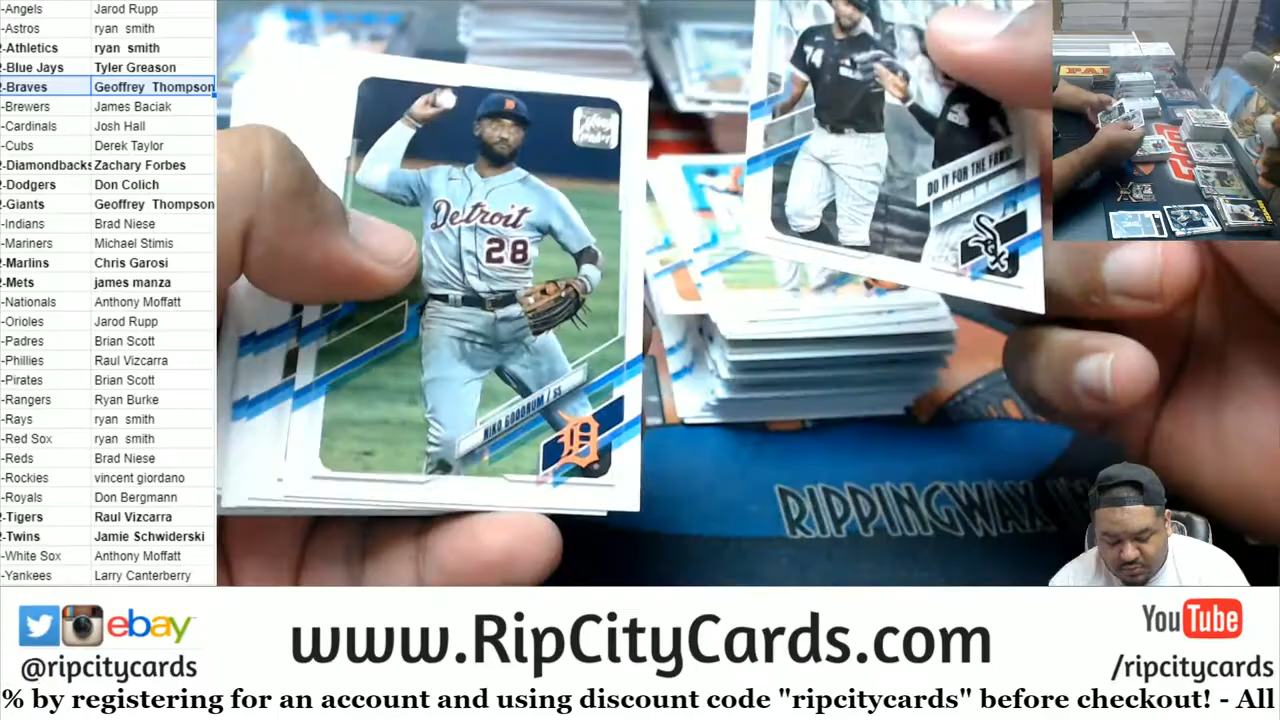 -Angels Jarod Rupp
-Astros ryan smith
-Athletics ryan smith
-Blue Jays Tyler Greason
-Braves Geoffrey Thompson
-Brewers James Baciak
-Cardinals Josh Hall
-Cubs Derek Taylor
-Diamondbacks Zachary Forbes
-Dodgers Don Colich
-Giants Geoffrey Thompson
-Indians Brad Niese
-Mariners Michael Stimis
-Marlins Chris Garosi
-Mets james manza
-Nationals Anthony Moffatt
-Orioles Jarod Rupp
-Padres Brian Scott
-Phillies Raul Vizcarra
-Pirates Brian Scott
-Rangers Ryan Burke
-Rays ryan smith
-Red Sox ryan smith
-Reds Brad Niese
-Rockies vincent giordano
-Royals Don Bergmann
-Tigers Raul Vizcarra
-Twins Jamie Schwiderski
-White Sox Anthony Moffatt
-Yankees Larry Canterberry
Detroit
28
NIKO GOODRUM / SS
D
74
DO IT FOR THE FANS
Sox
RIPPINGWAX
ebay
@ripcitycards
www.RipCityCards.com
YouTube
/ripcitycards
% by registering for an account and using discount code "ripcitycards" before checkout! - All